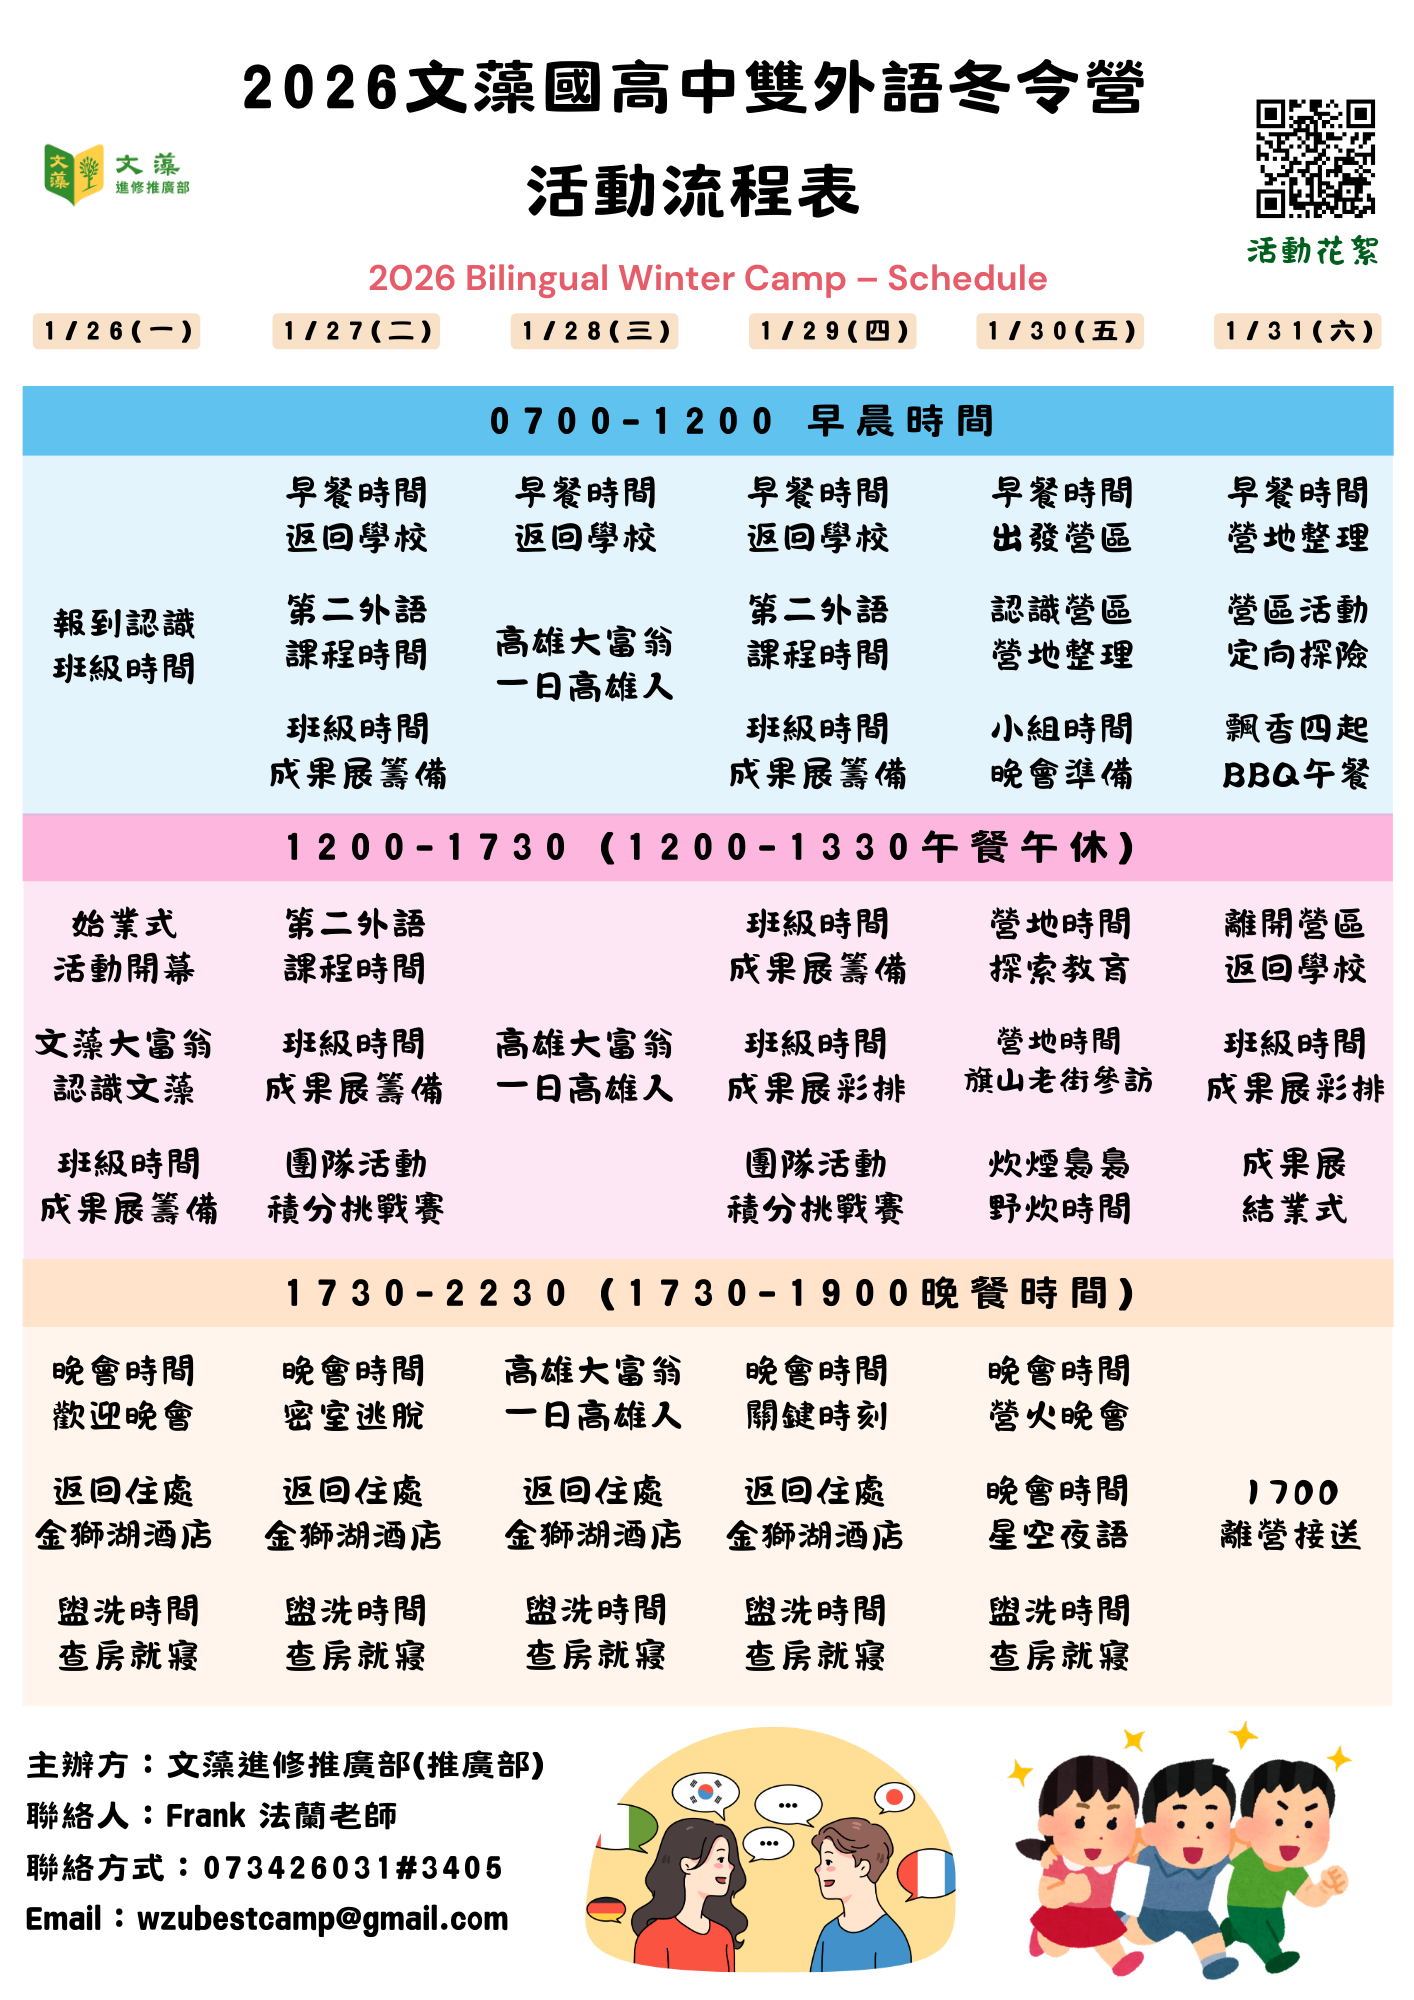 2026文藻國高中雙外語冬令營
活動流程表
文藻
文藻
進修推廣部
活動花絮
2026 Bilingual Winter Camp – Schedule
1/26(一)
1/27(二)
1/28(三)
1/29(四)
1/30(五)
1/31(六)
0700-1200 早晨時間
報到認識
班級時間
早餐時間
返回學校
第二外語
課程時間
班級時間
成果展籌備
早餐時間
返回學校
高雄大富翁
一日高雄人
早餐時間
返回學校
第二外語
課程時間
班級時間
成果展籌備
早餐時間
出發營區
認識營區
營地整理
小組時間
晚會準備
早餐時間
營地整理
營區活動
定向探險
飄香四起
BBQ午餐
1200-1730 (1200-1330午餐午休)
始業式
活動開幕
文藻大富翁
認識文藻
班級時間
成果展籌備
第二外語
課程時間
班級時間
成果展籌備
團隊活動
積分挑戰賽
高雄大富翁
一日高雄人
班級時間
成果展籌備
班級時間
成果展彩排
團隊活動
積分挑戰賽
營地時間
探索教育
營地時間
旗山老街參訪
炊煙裊裊
野炊時間
離開營區
返回學校
班級時間
成果展彩排
成果展
結業式
1730-2230 (1730-1900晚餐時間)
晚會時間
歡迎晚會
返回住處
金獅湖酒店
盥洗時間
查房就寢
晚會時間
密室逃脫
返回住處
金獅湖酒店
盥洗時間
查房就寢
高雄大富翁
一日高雄人
返回住處
金獅湖酒店
盥洗時間
查房就寢
晚會時間
關鍵時刻
返回住處
金獅湖酒店
盥洗時間
查房就寢
晚會時間
營火晚會
晚會時間
星空夜語
盥洗時間
查房就寢
1700
離營接送
主辦方：文藻進修推廣部(推廣部)
聯絡人：Frank 法蘭老師
聯絡方式：073426031#3405
Email：wzubestcamp@gmail.com